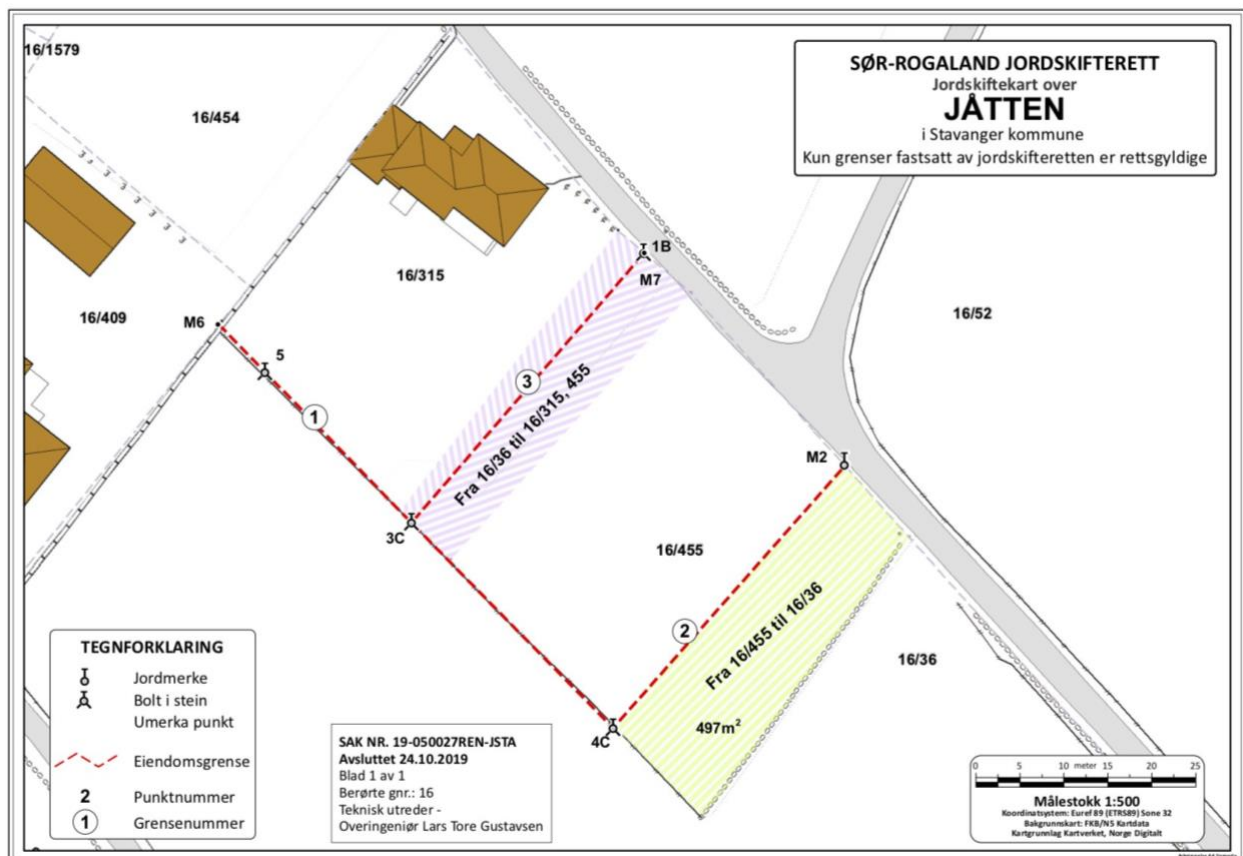 16/1579
16/454
SØR-ROGALAND JORDSKIFTERETT
Jordskiftekart over
JÅTTEN
i Stavanger kommune
Kun grenser fastsatt av jordskifteretten er rettsgyldige
1B
M7
16/315
16/409
M6
5
16/52
1
3
Fra 16/36 til 16/315, 455
M2
3C
16/455
2
Fra 16/455 til 16/36
16/36
497m²
4C
TEGNFORKLARING
Jordmerke
Bolt i stein
Umerka punkt
Eiendomsgrense
2 Punktnummer
1 Grensenummer
SAK NR. 19-050027REN-JSTA
Avsluttet 24.10.2019
Blad 1 av 1
Berørte gnr.: 16
Teknisk utreder -
Overingeniør Lars Tore Gustavsen
0 5 10 meter 15 20 25
Målestokk 1:500
Koordinatsystem: Euref 89 (ETRS89) Sone 32
Bakgrunnskart: FKB/N5 Kartdata
Kartgrunnlag Kartverket, Norge Digitalt